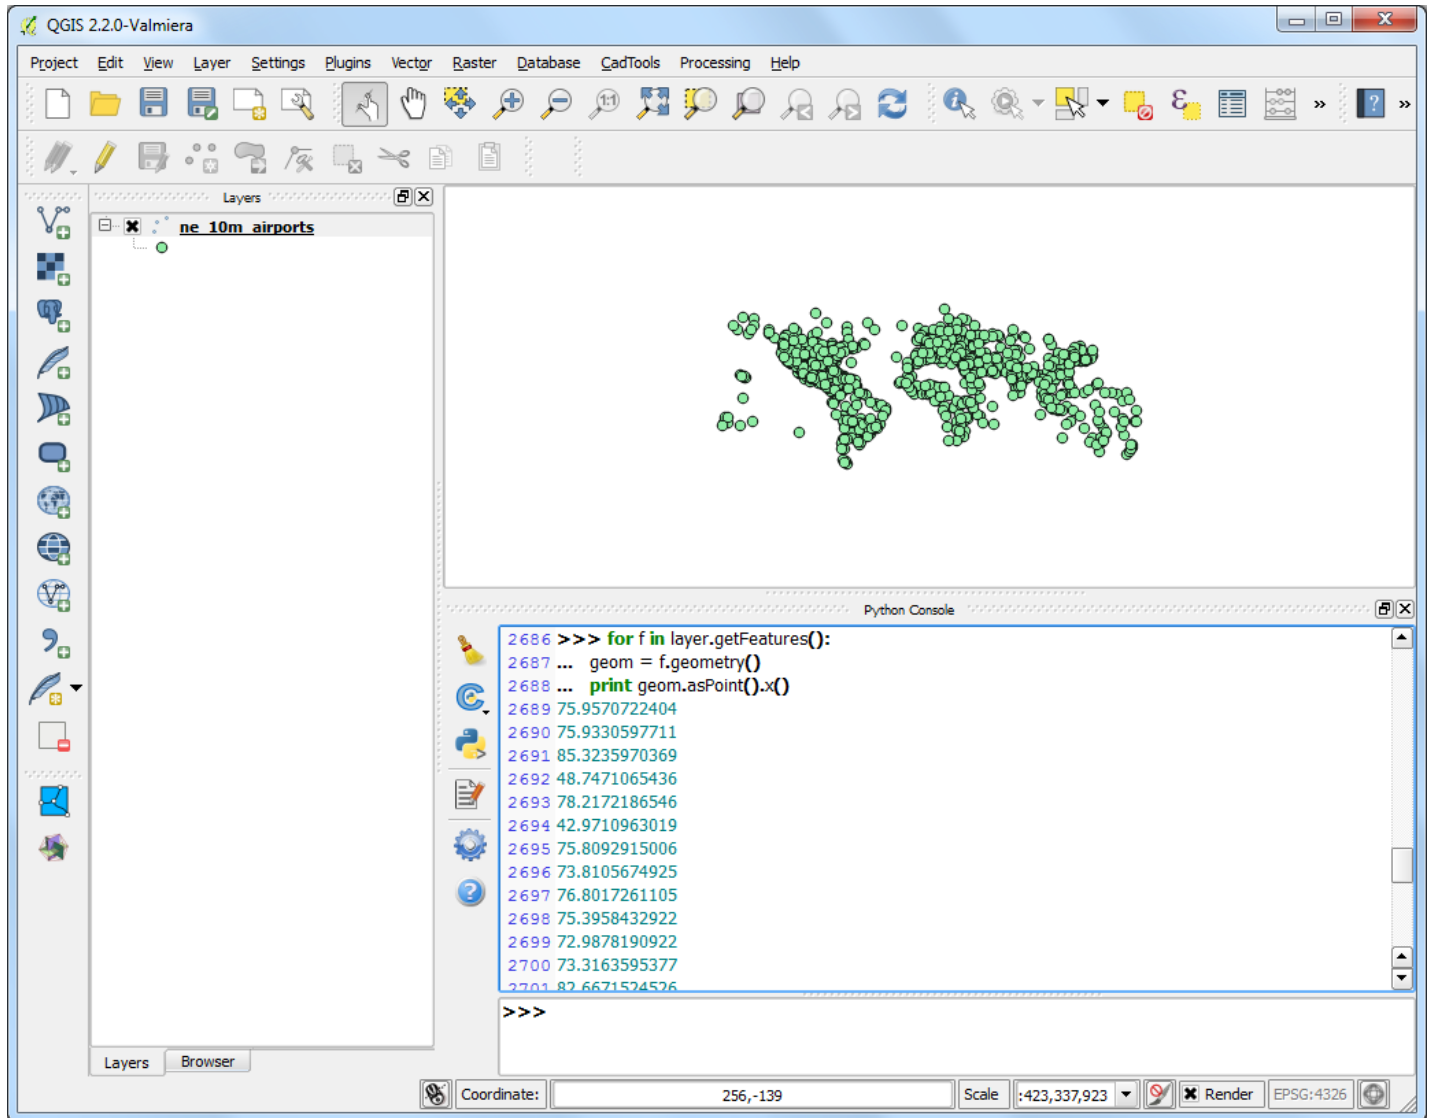 QGIS 2.2.0-Valmiera
Project Edit View Layer Settings Plugins Vector Raster Database CadTools Processing Help
Layers
ne_10m_airports
Python Console
2686 >>> for f in layer.getFeatures():
2687 ... geom = f.geometry()
2688 ... print geom.asPoint().x()
2689 75.9570722404
2690 75.9330597711
2691 85.3235970369
2692 48.7471065436
2693 78.2172186546
2694 42.9710963019
2695 75.8092915006
2696 73.8105674925
2697 76.8017261105
2698 75.3958432922
2699 72.9878190922
2700 73.3163595377
2701 82.6671524526
>>>
Layers Browser
Coordinate: 256,-139 Scale :423,337,923 Render EPSG:4326